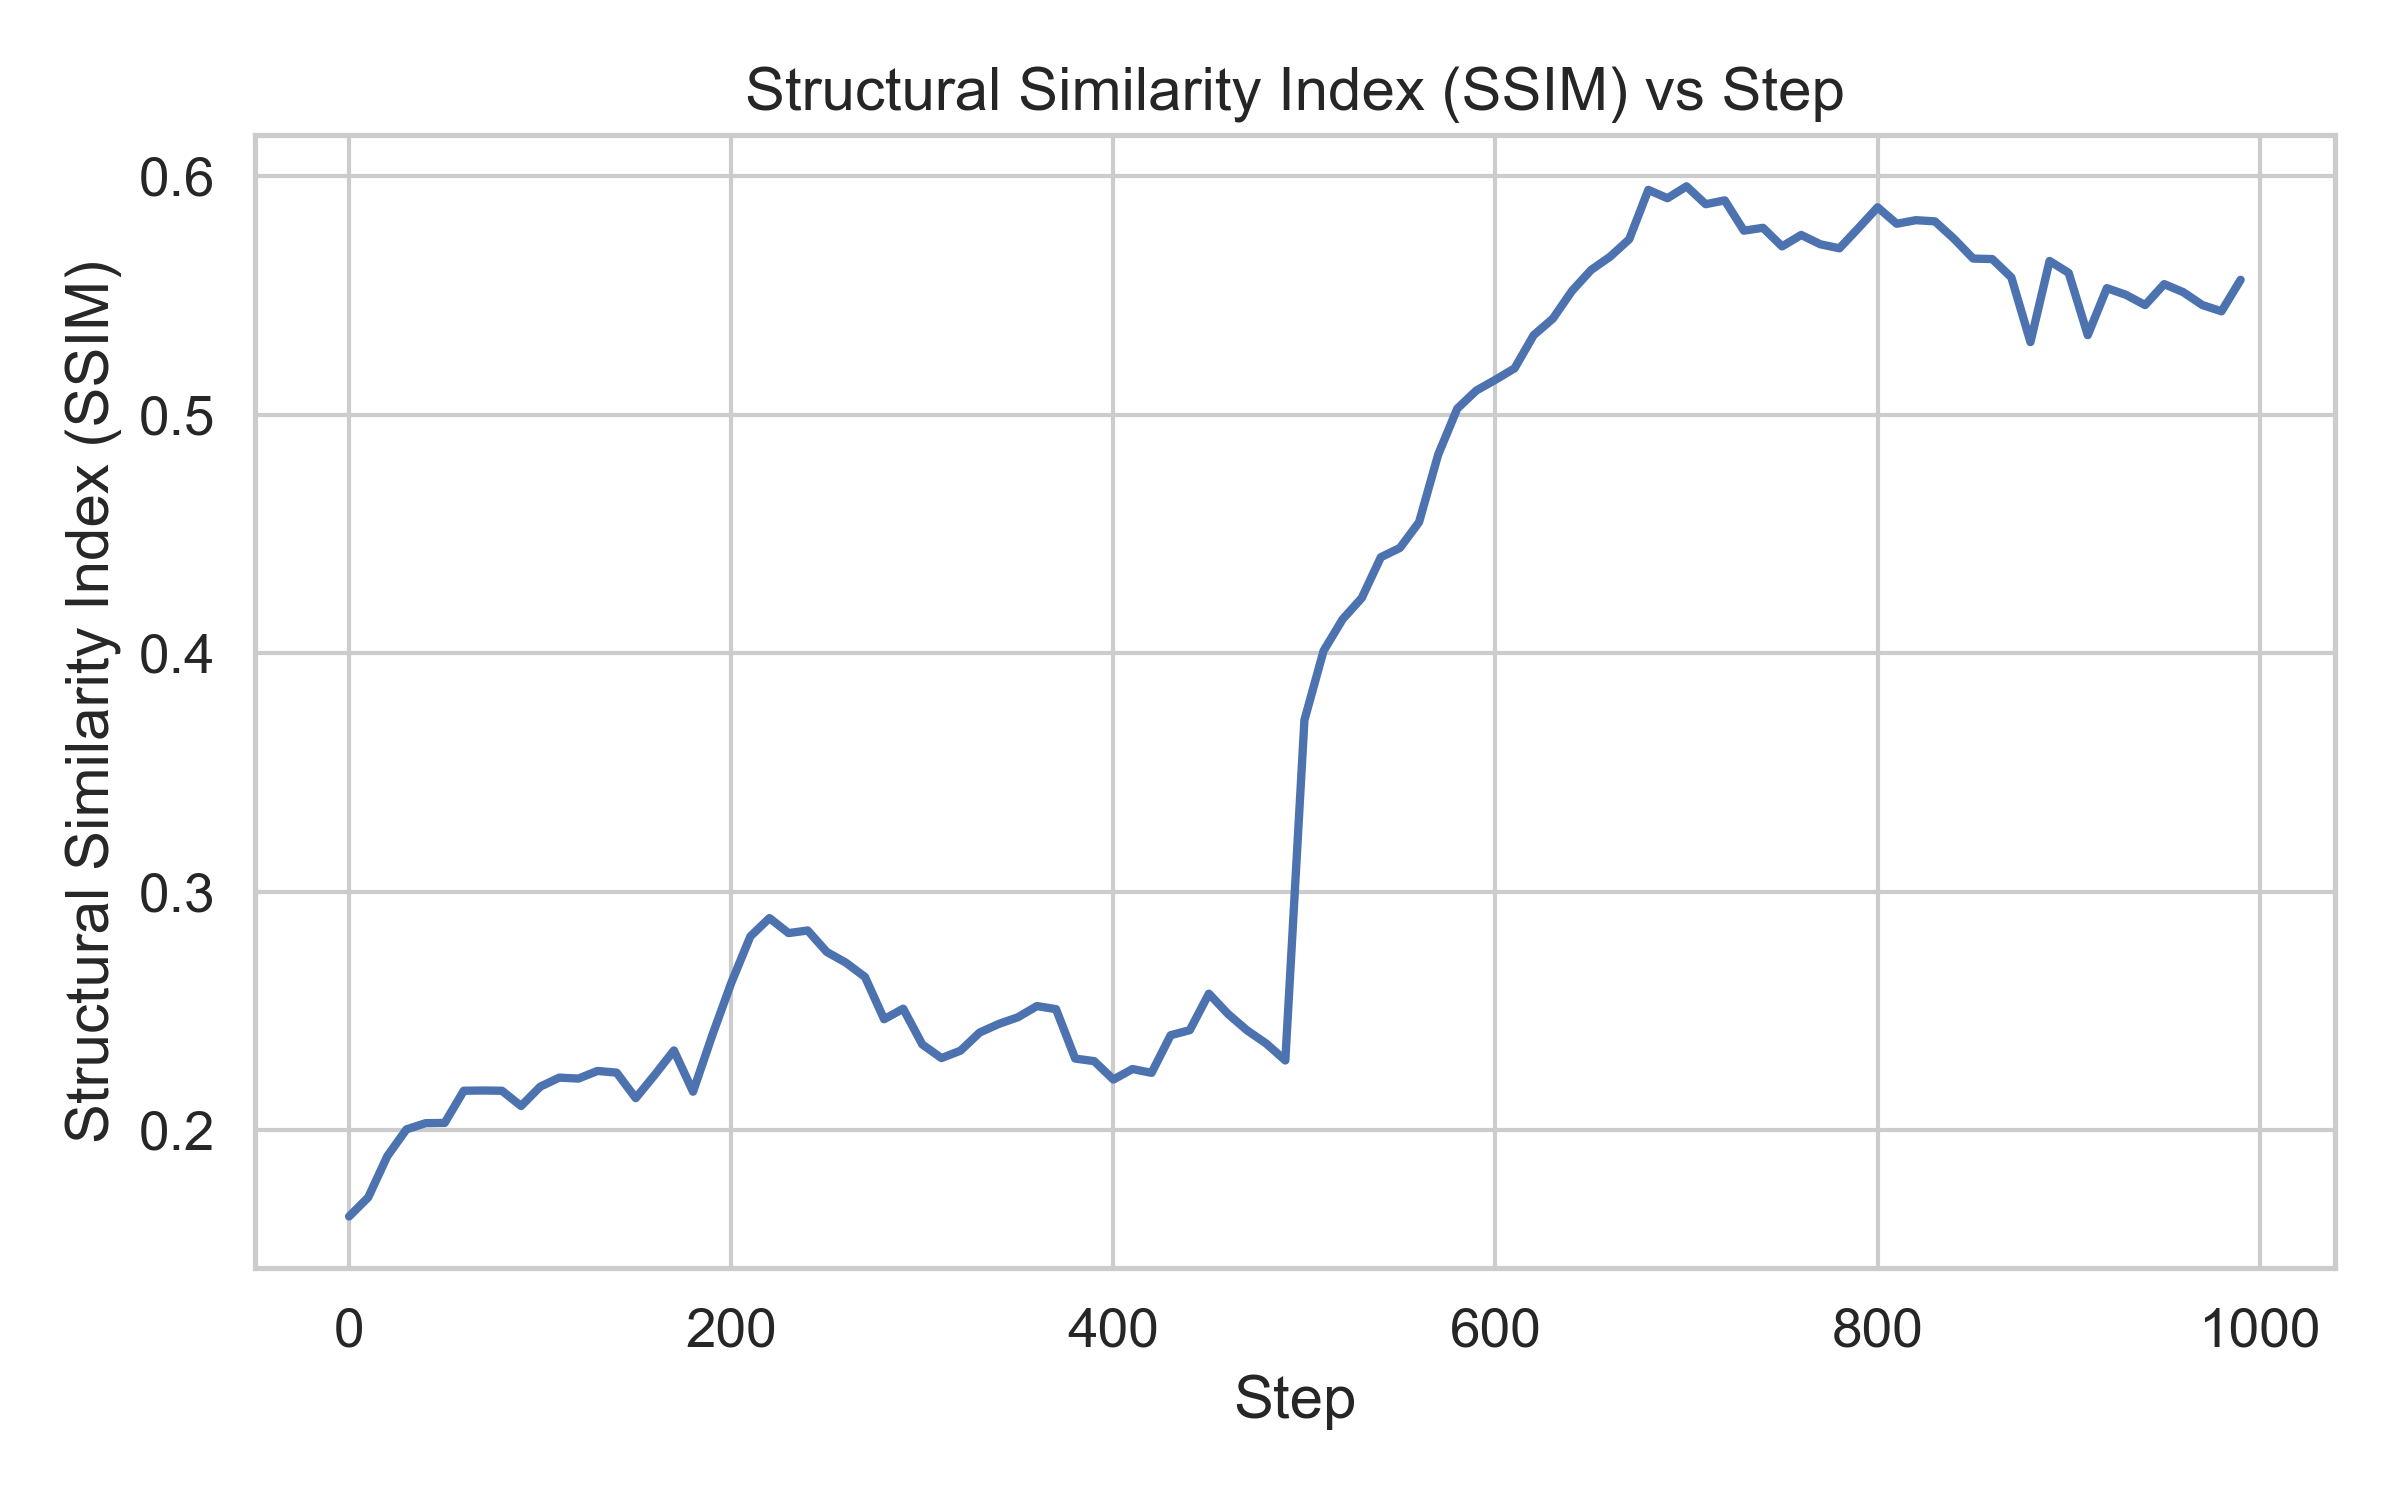 Structural Similarity Index (SSIM) vs Step
Structural Similarity Index (SSIM)
0.6
0.5
0.4
0.3
0.2
0 200 400 600 800 1000
Step